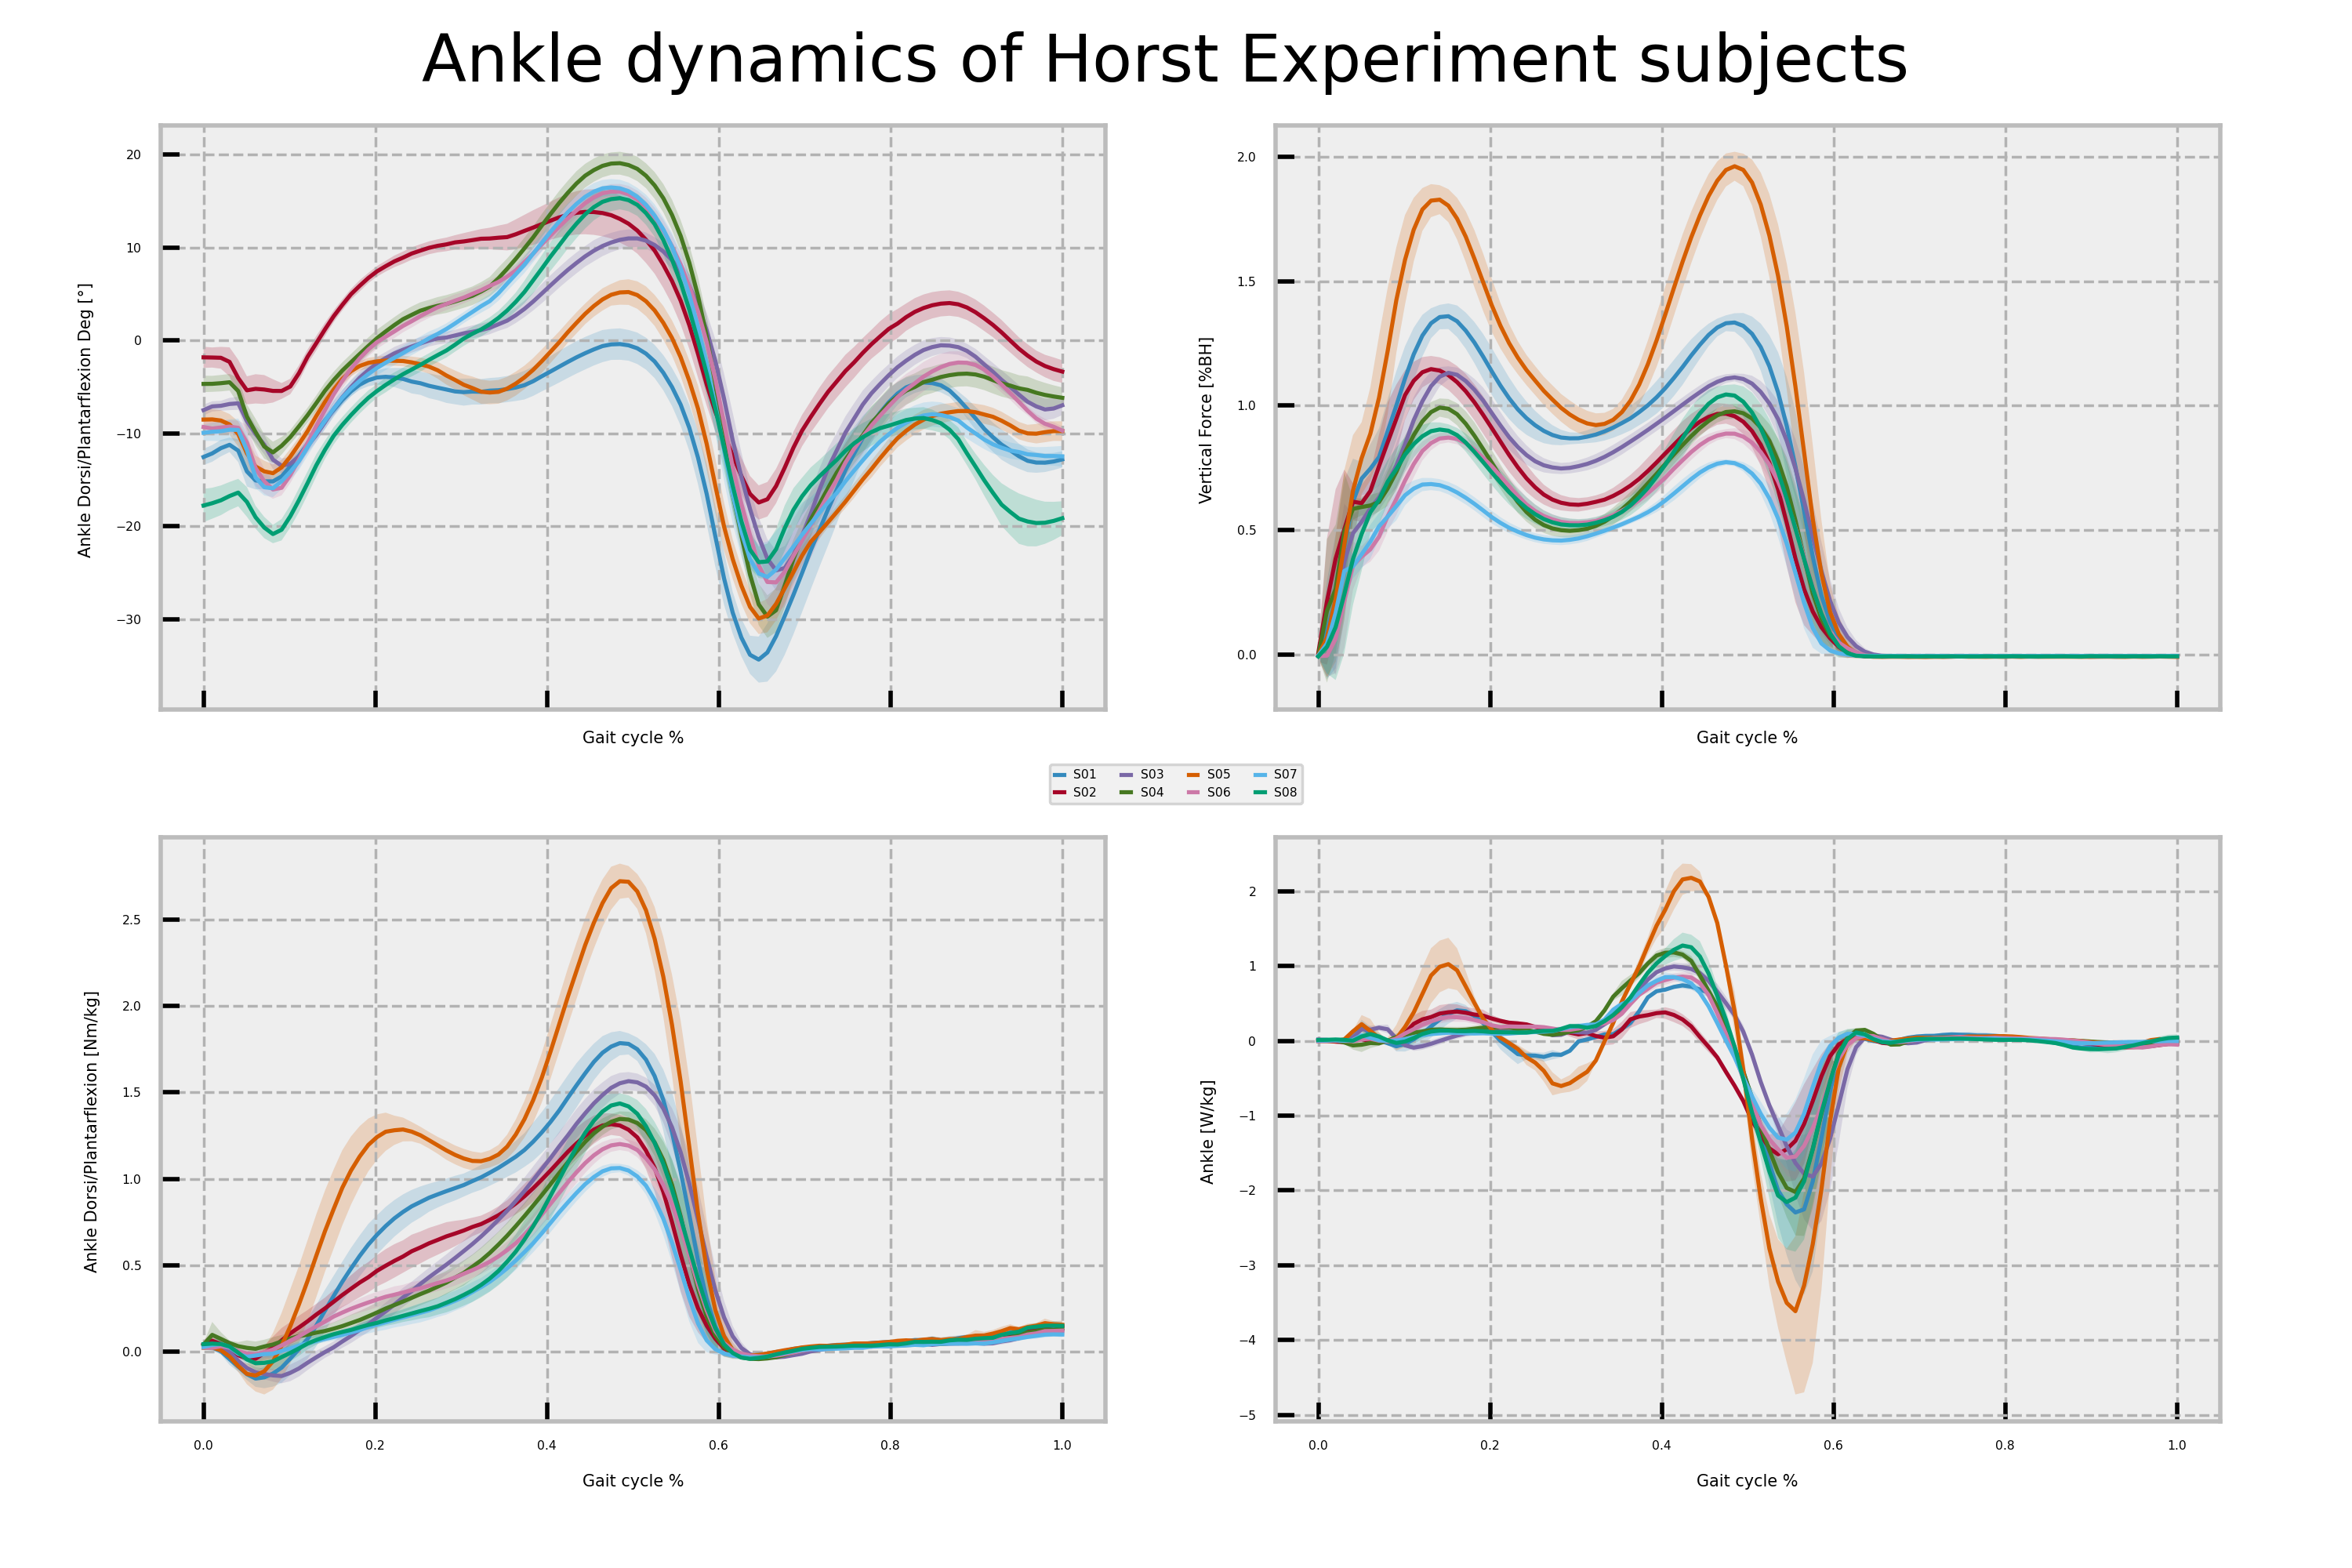 Ankle dynamics of Horst Experiment subjects
Ankle Dorsi/Plantarflexion Deg [°]
20
10
0
−10
−20
−30
Gait cycle %
Vertical Force [%BH]
2.0
1.5
1.0
0.5
0.0
Gait cycle %
S01 S03 S05 S07
S02 S04 S06 S08
Ankle Dorsi/Plantarflexion [Nm/kg]
2.5
2.0
1.5
1.0
0.5
0.0
0.0 0.2 0.4 0.6 0.8 1.0
Gait cycle %
Ankle [W/kg]
2
1
0
−1
−2
−3
−4
−5
0.0 0.2 0.4 0.6 0.8 1.0
Gait cycle %